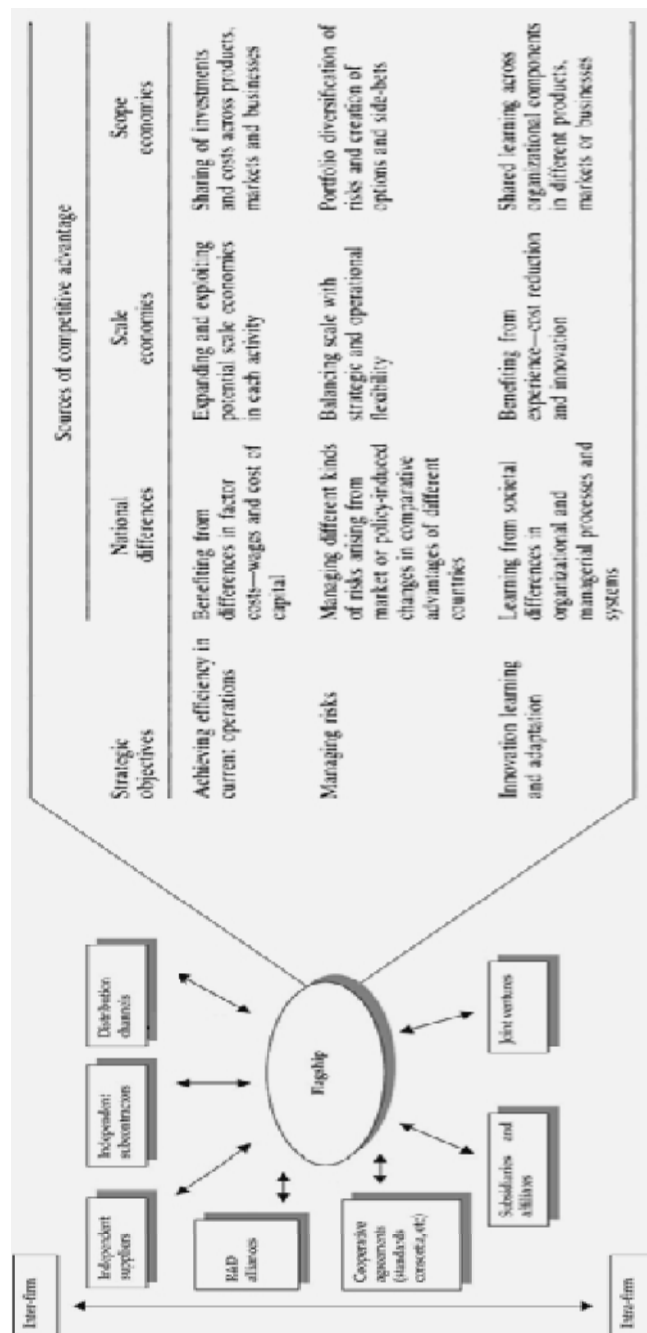 Inter-firm
Independent
suppliers
Independent
subcontractors
Distribution
channels
R&D
alliances
Flagship
Cooperative
agreements
(standards
consortia, etc)
Subsidiaries and
affiliates
Joint ventures
Intra-firm
Sources of competitive advantage
Strategic
objectives
National
differences
Scale
economies
Scope
economies
Achieving efficiency in
current operations
Benefiting from
differences in factor
costs—wages and cost of
capital
Expanding and exploiting
potential scale economies
in each activity
Sharing of investments
and costs across products,
markets and businesses
Managing risks
Managing different kinds
of risks arising from
market or policy-induced
changes in comparative
advantages of different
countries
Balancing scale with
strategic and operational
flexibility
Portfolio diversification of
risks and creation of
options and side-bets
Innovation learning
and adaptation
Learning from societal
differences in
organizational and
managerial processes and
systems
Benefiting from
experience—cost reduction
and innovation
Shared learning across
organizational components
in different products,
markets or businesses